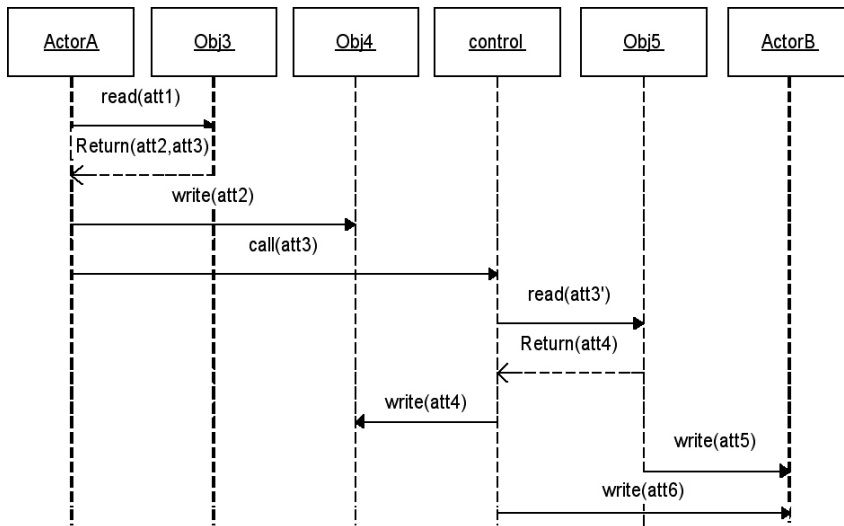 ActorA
Obj3
Obj4
control
Obj5
ActorB
read(att1)
Return(att2,att3)
write(att2)
call(att3)
read(att3')
Return(att4)
write(att4)
write(att5)
write(att6)